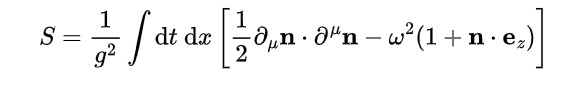 S = \frac{1}{g^2} \int dt\, dx \left[ \frac{1}{2} \partial_\mu \mathbf{n} \cdot \partial^\mu \mathbf{n} - \omega^2 (1 + \mathbf{n} \cdot \mathbf{e}_z) \right]